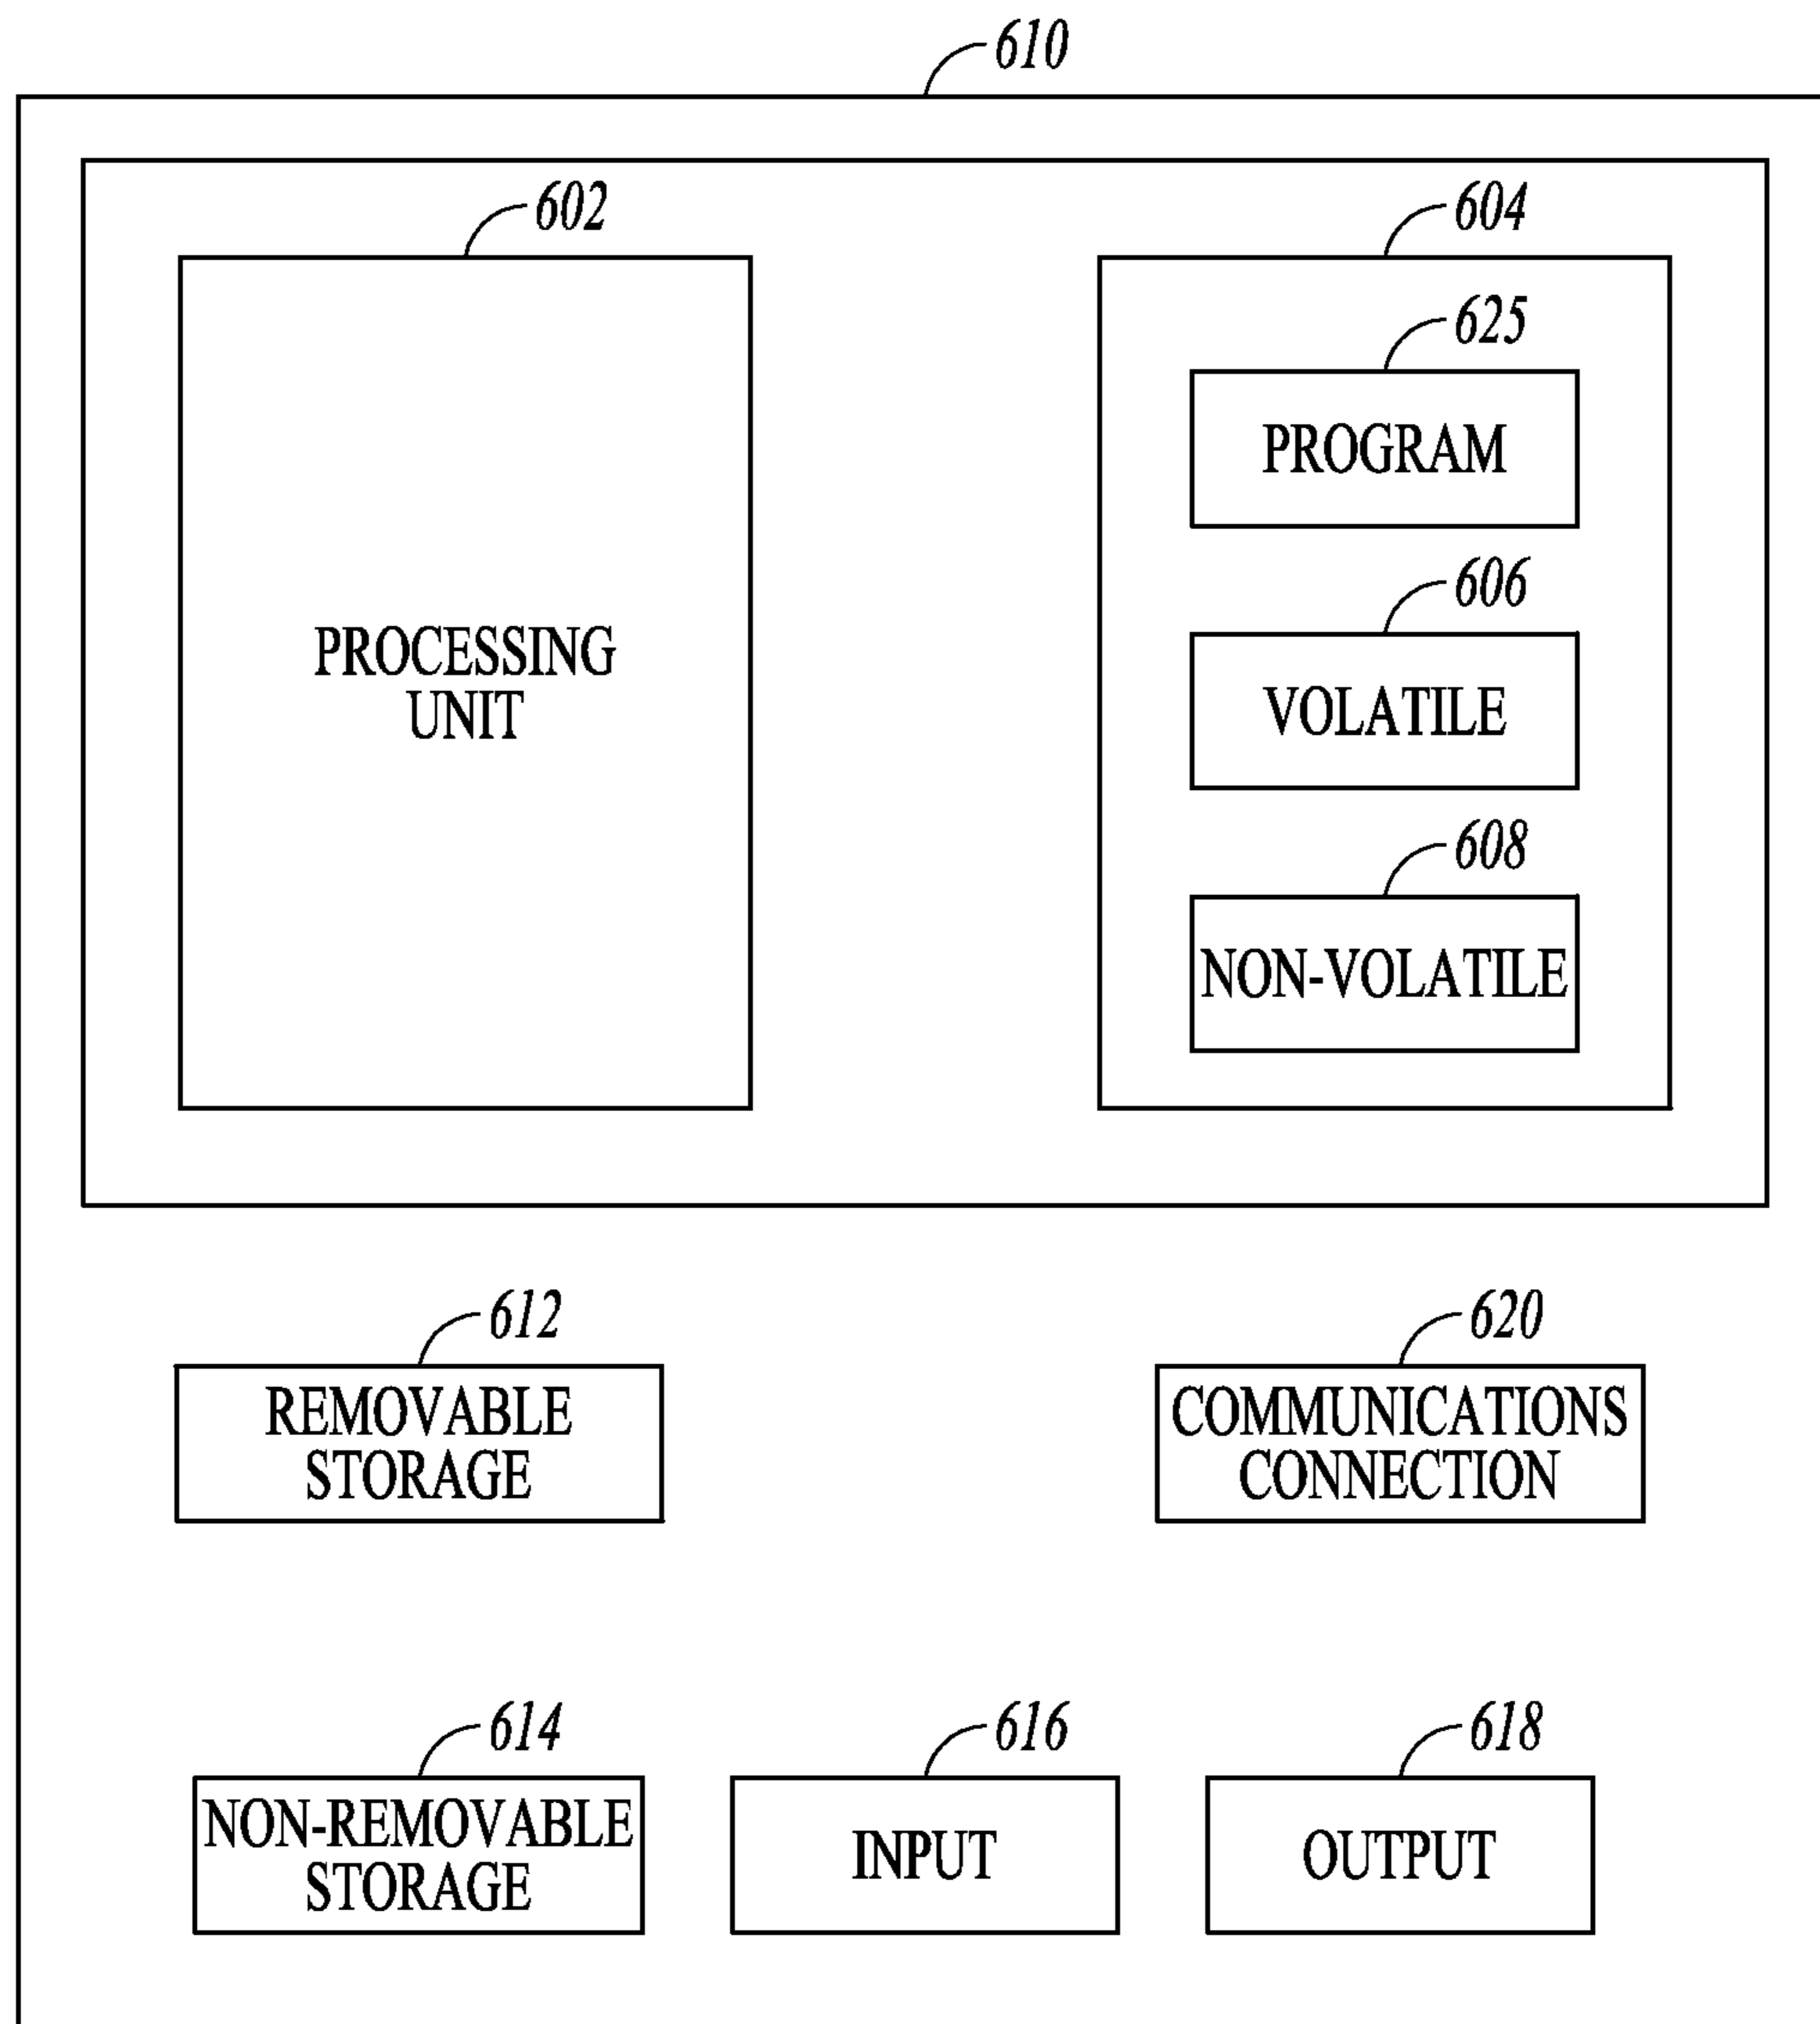 610
602
604
625
PROGRAM
606
PROCESSING
UNIT
VOLATILE
608
NON-VOLATILE
612
620
REMOVABLE
STORAGE
COMMUNICATIONS
CONNECTION
614
616
618
NON-REMOVABLE
STORAGE
INPUT
OUTPUT